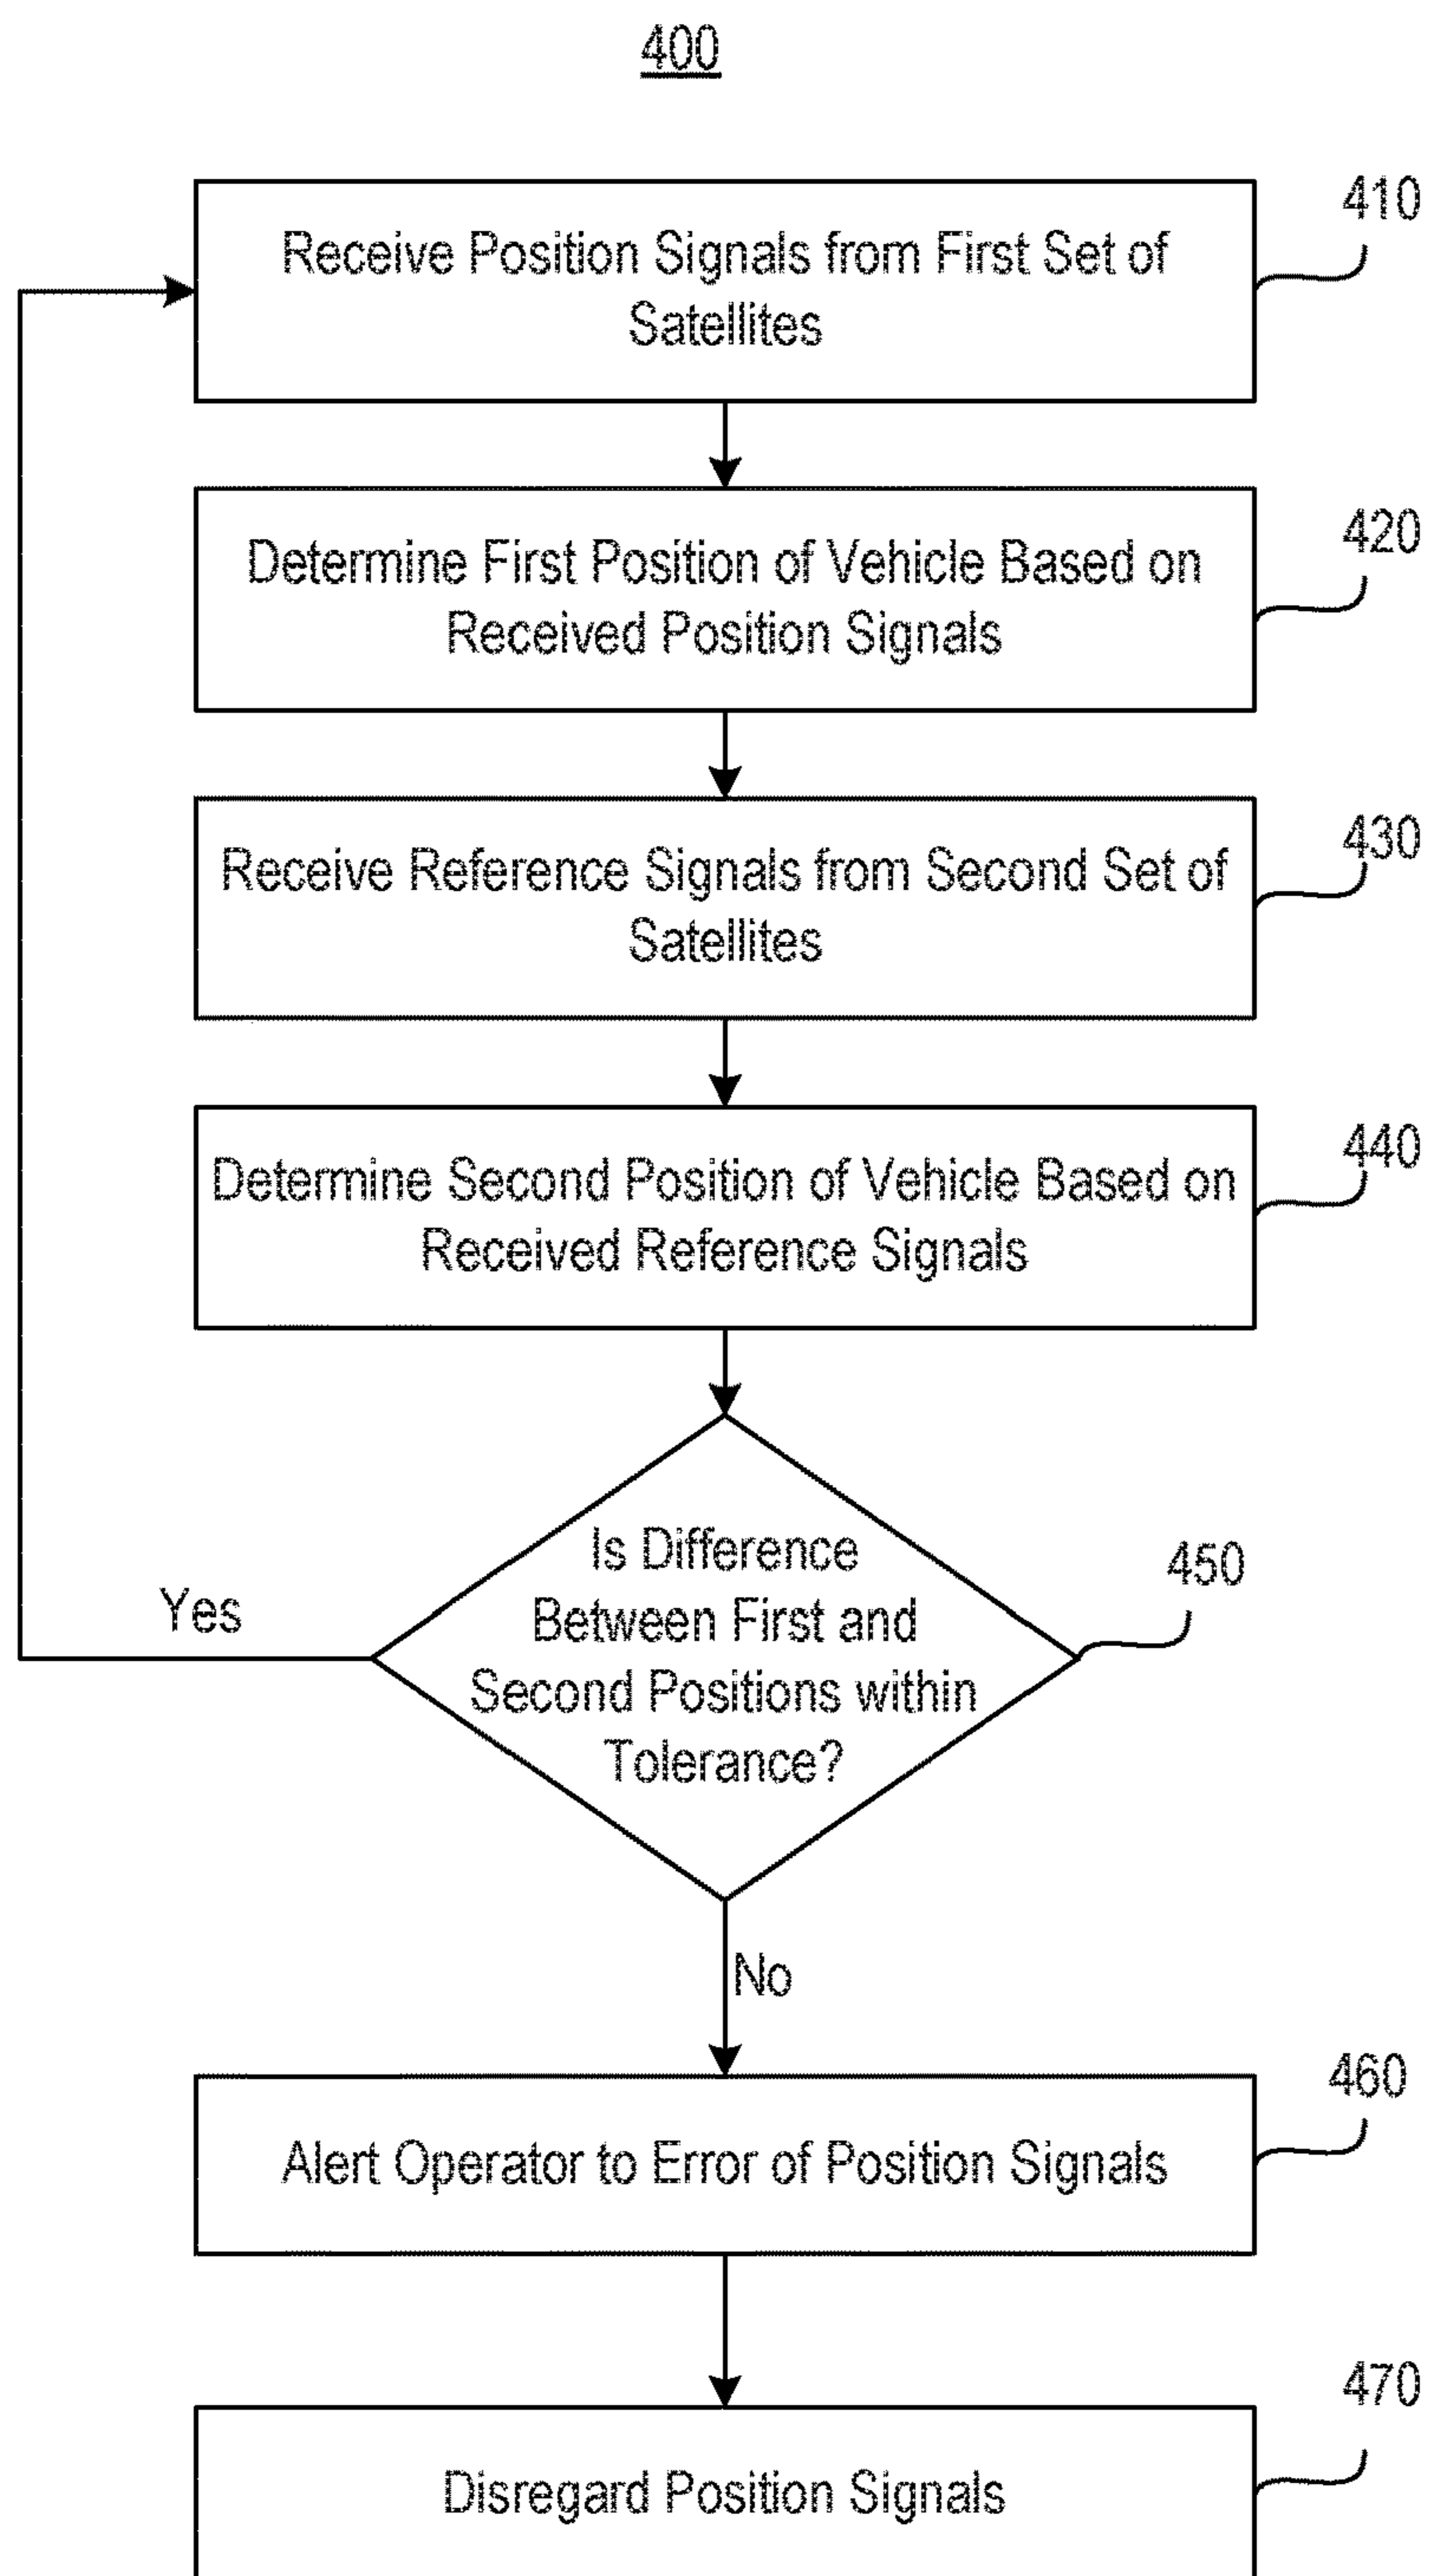 400
410
Receive Position Signals from First Set of
Satellites
420
Determine First Position of Vehicle Based on
Received Position Signals
430
Receive Reference Signals from Second Set of
Satellites
440
Determine Second Position of Vehicle Based on
Received Reference Signals
450
Is Difference
Between First and
Second Positions within
Tolerance?
Yes
No
460
Alert Operator to Error of Position Signals
470
Disregard Position Signals